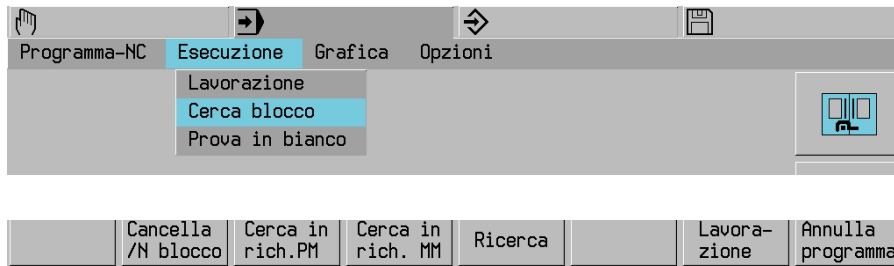 Programma-NC Esecuzione Grafica Opzioni
Lavorazione
Cerca blocco
Prova in bianco
Cancella Cerca in Cerca in Ricerca Lavora- Annulla
/N blocco rich.PM rich. MM zione programma